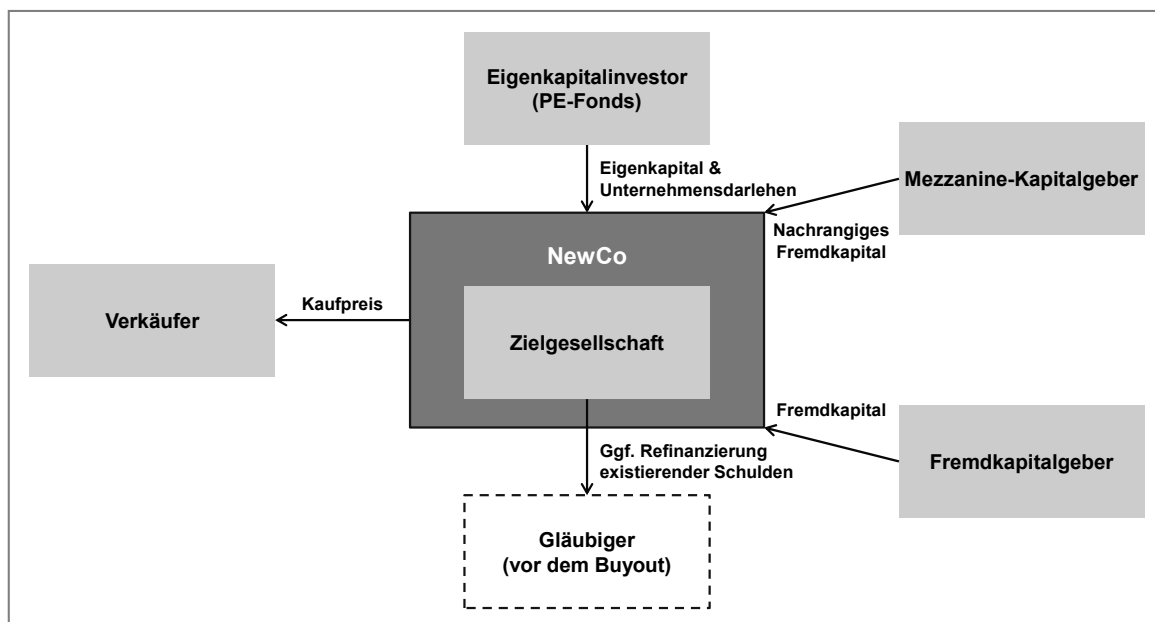 Eigenkapitalinvestor
(PE-Fonds)
Eigenkapital &
Unternehmensdarlehen
Mezzanine-Kapitalgeber
Nachrangiges
Fremdkapital
NewCo
Kaufpreis
Verkäufer
Zielgesellschaft
Fremdkapital
Fremdkapitalgeber
Ggf. Refinanzierung
existierender Schulden
Gläubiger
(vor dem Buyout)